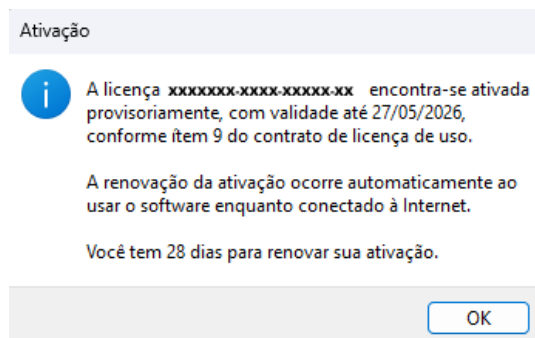 Ativação
A licença xxxxxxx-xxxx-xxxxx-xx encontra-se ativada
provisoriamente, com validade até 27/05/2026,
conforme ítem 9 do contrato de licença de uso.
A renovação da ativação ocorre automaticamente ao
usar o software enquanto conectado à Internet.
Você tem 28 dias para renovar sua ativação.
OK